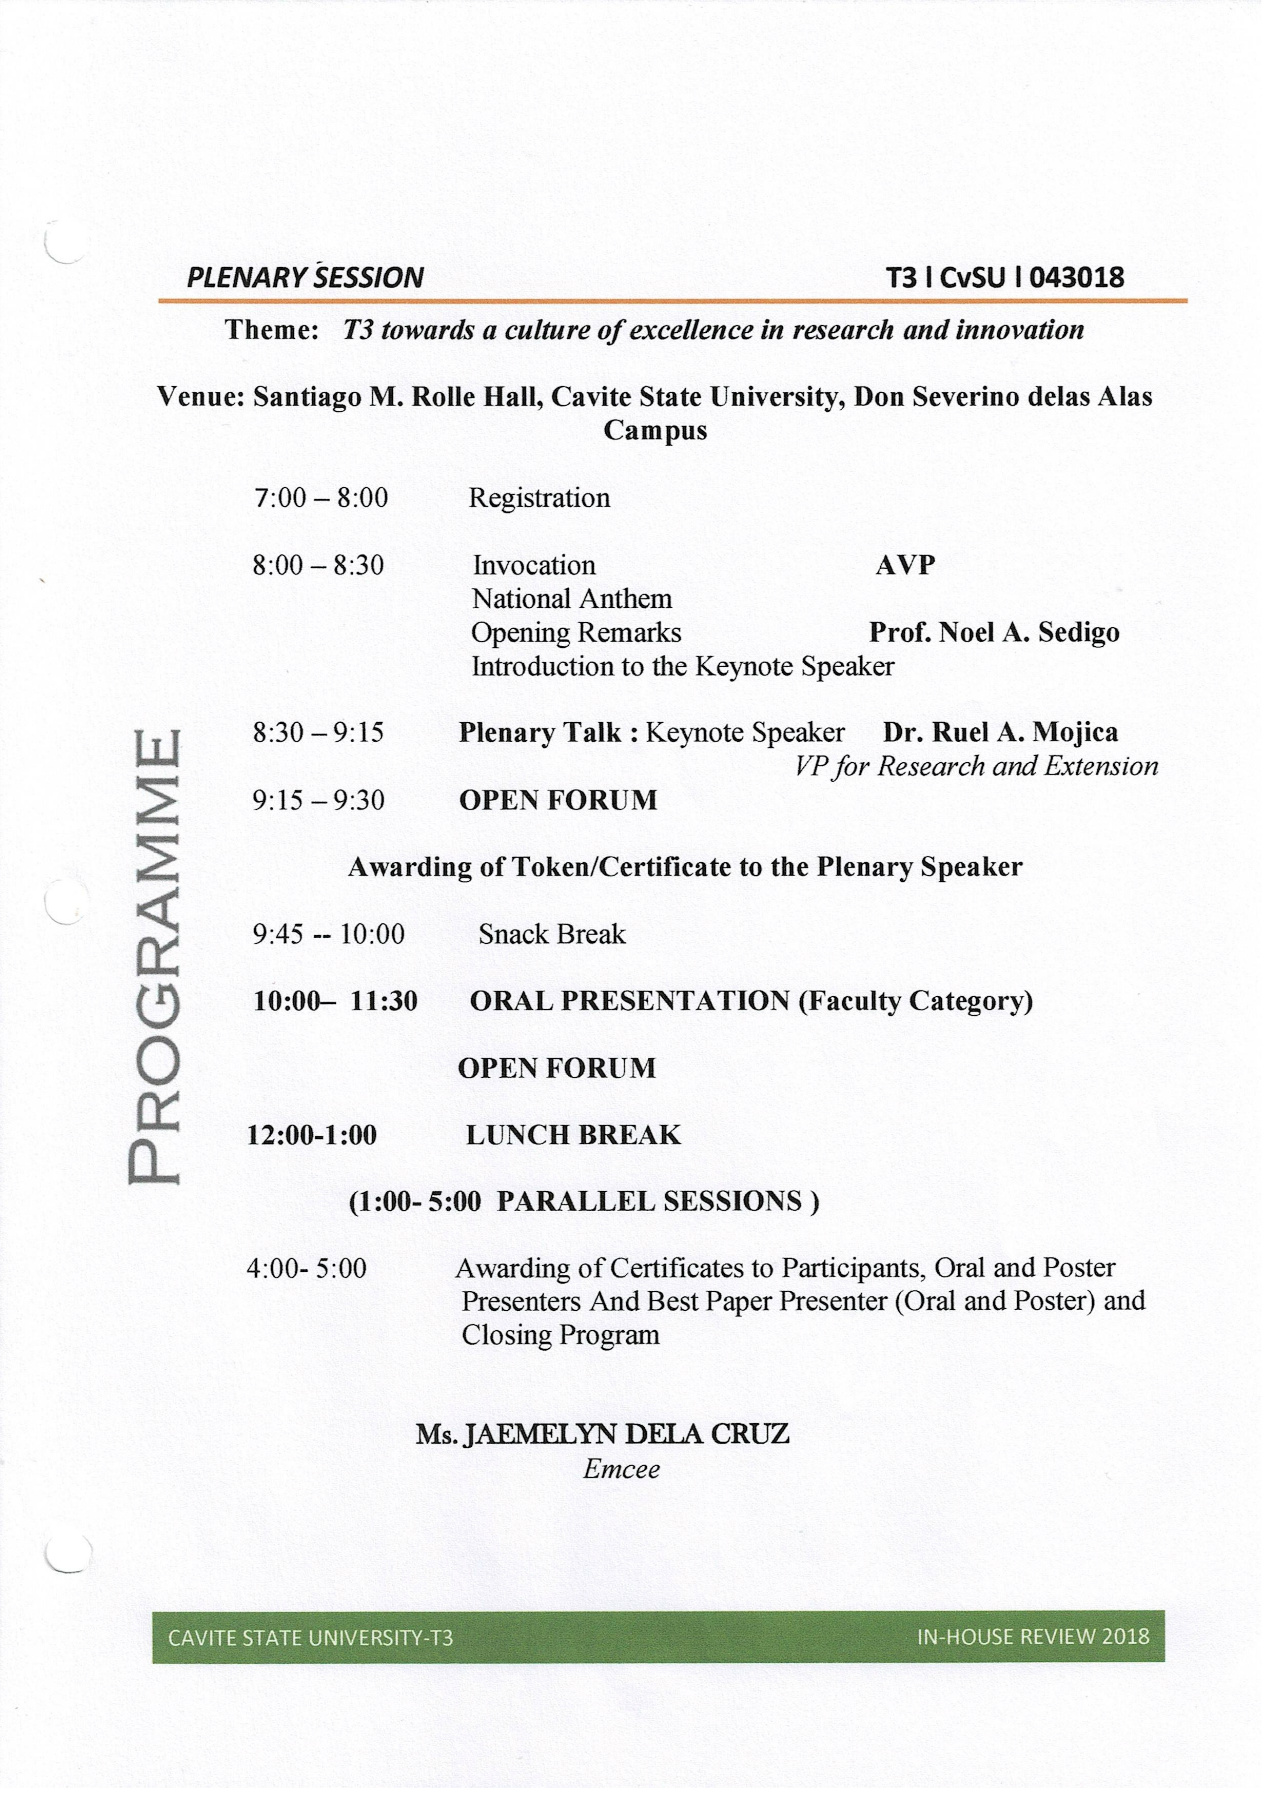 PLENARY SESSION T3 l CvSU l 043018
Theme: T3 towards a culture of excellence in research and innovation
Venue: Santiago M. Rolle Hall, Cavite State University, Don Severino delas Alas
Campus
PROGRAMME
7:00 – 8:00 Registration
8:00 – 8:30 Invocation AVP
National Anthem
Opening Remarks Prof. Noel A. Sedigo
Introduction to the Keynote Speaker
8:30 – 9:15 Plenary Talk : Keynote Speaker Dr. Ruel A. Mojica
VP for Research and Extension
9:15 – 9:30 OPEN FORUM
Awarding of Token/Certificate to the Plenary Speaker
9:45 -- 10:00 Snack Break
10:00– 11:30 ORAL PRESENTATION (Faculty Category)
OPEN FORUM
12:00-1:00 LUNCH BREAK
(1:00- 5:00 PARALLEL SESSIONS )
4:00- 5:00 Awarding of Certificates to Participants, Oral and Poster
Presenters And Best Paper Presenter (Oral and Poster) and
Closing Program
Ms. JAEMELYN DELA CRUZ
Emcee
CAVITE STATE UNIVERSITY-T3 IN-HOUSE REVIEW 2018